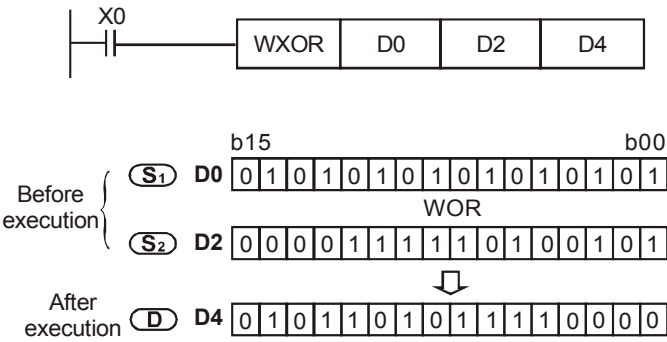 X0
WXOR D0 D2 D4
b15 b00
S1 D0 0 1 0 1 0 1 0 1 0 1 0 1 0 1 0 1
Before
execution
WOR
S2 D2 0 0 0 0 1 1 1 1 1 0 1 0 0 1 0 1
After
execution
D D4 0 1 0 1 1 0 1 0 1 1 1 1 0 0 0 0